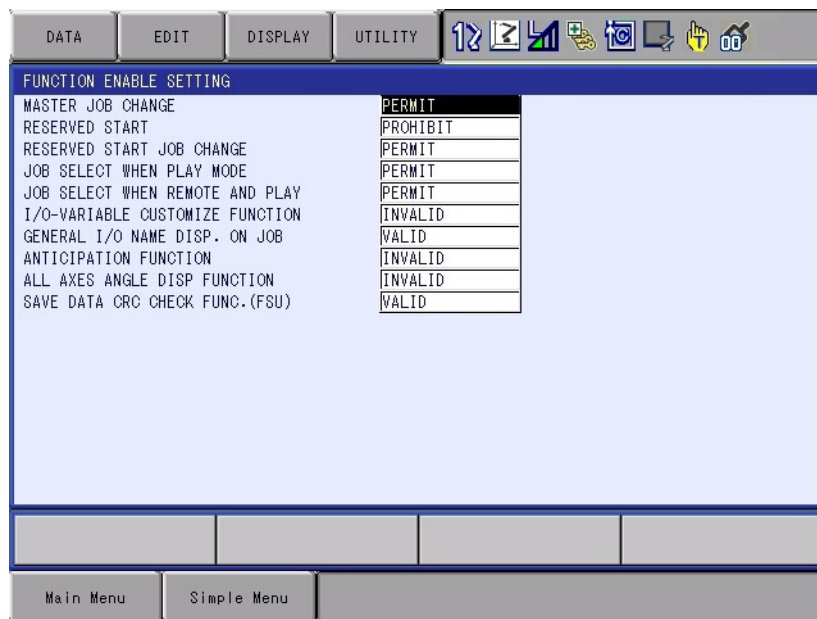 DATA EDIT DISPLAY UTILITY
FUNCTION ENABLE SETTING
MASTER JOB CHANGE PERMIT
RESERVED START PROHIBIT
RESERVED START JOB CHANGE PERMIT
JOB SELECT WHEN PLAY MODE PERMIT
JOB SELECT WHEN REMOTE AND PLAY PERMIT
I/O-VARIABLE CUSTOMIZE FUNCTION INVALID
GENERAL I/O NAME DISP. ON JOB VALID
ANTICIPATION FUNCTION INVALID
ALL AXES ANGLE DISP FUNCTION INVALID
SAVE DATA CRC CHECK FUNC.(FSU) VALID
Main Menu Simple Menu